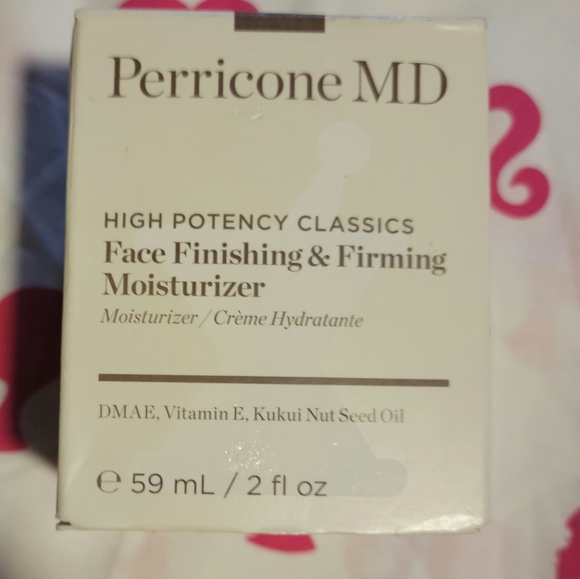 Perricone MD
HIGH POTENCY CLASSICS
Face Finishing & Firming
Moisturizer
Moisturizer / Crème Hydratante
DMAE, Vitamin E, Kukui Nut Seed Oil
℮ 59 mL / 2 fl oz